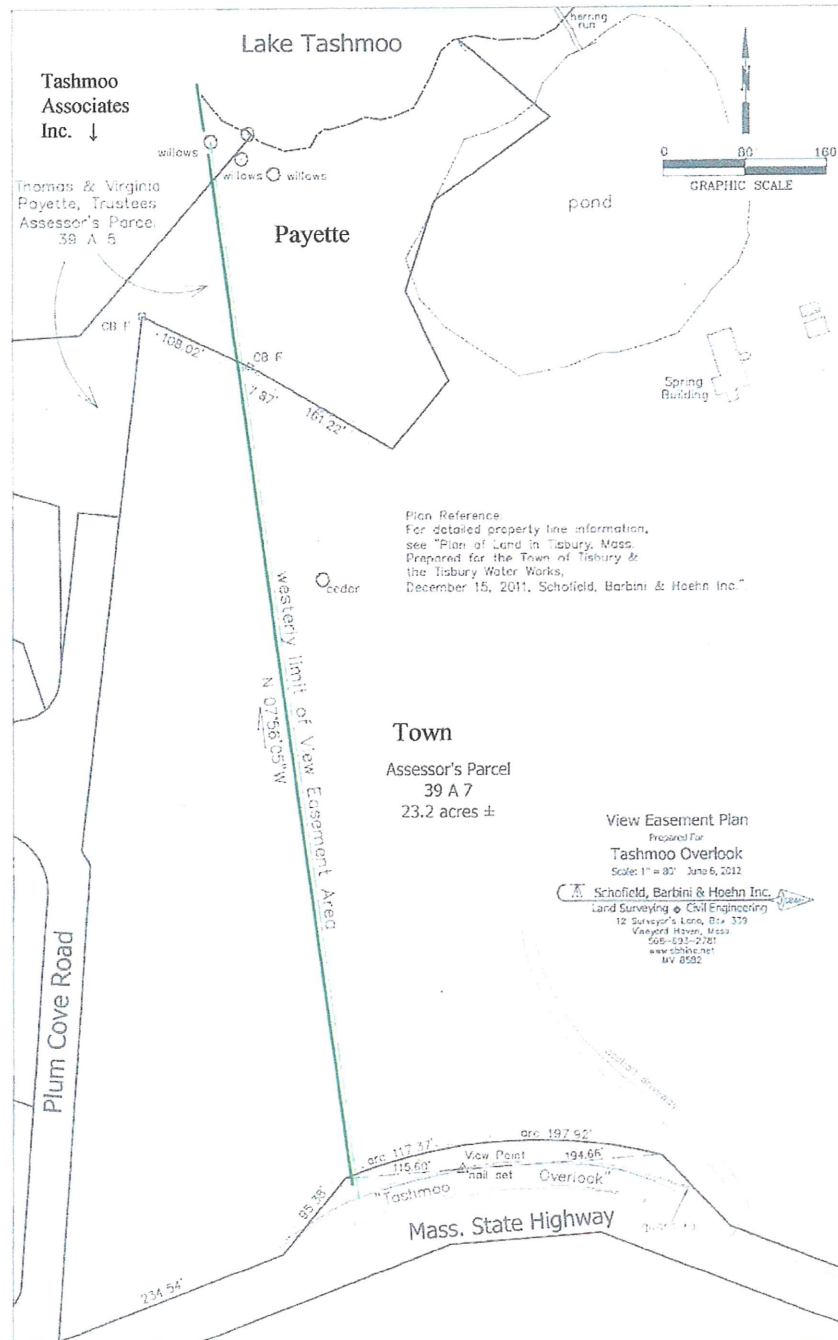 Lake Tashmoo
herring
run
Tashmoo
Associates
Inc. ↓
willows
willows
willows
Thomas & Virginia
Payette, Trustees
Assessor's Parcel
39 A 5
Payette
pond
N
0 80' 160
GRAPHIC SCALE
CB F
108.02'
CB F
7.87'
161.22'
Spring
Building
Plan Reference:
For detailed property line information,
see "Plan of Land in Tisbury, Mass.
Prepared for the Town of Tisbury &
the Tisbury Water Works,
December 15, 2011, Schofield, Barbini & Hoehn Inc."
cedar
westerly limit of View Easement Area
N 07°56'05" W
Town
Assessor's Parcel
39 A 7
23.2 acres ±
View Easement Plan
Prepared For
Tashmoo Overlook
Scale: 1" = 80' June 6, 2012
Schofield, Barbini & Hoehn Inc.
Land Surveying Civil Engineering
12 Surveyor's Lane, Box 339
Vineyard Haven, Mass.
508-693-2781
www.sbhinc.net
MV 8592
Plum Cove Road
driveway
arc 117.37'
arc 197.92'
115.60'
View Point
194.66'
nail set
"Tashmoo Overlook"
95.38'
Mass. State Highway
234.54'